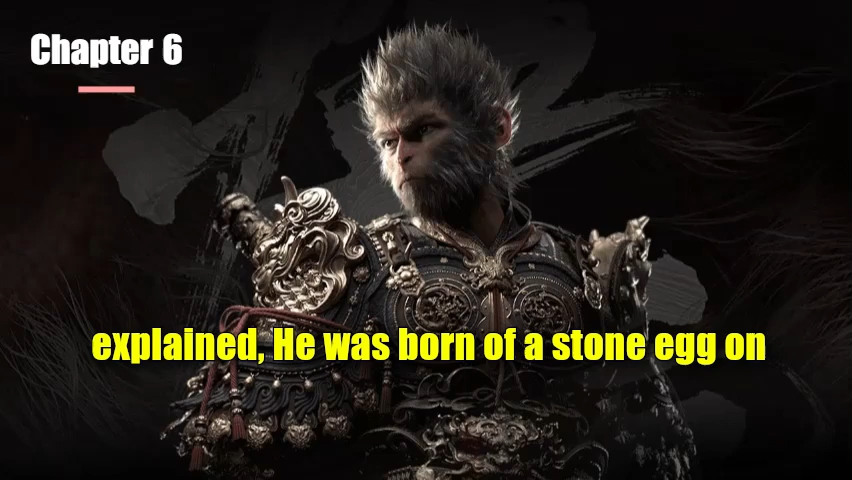 Chapter 6
explained, He was born of a stone egg on